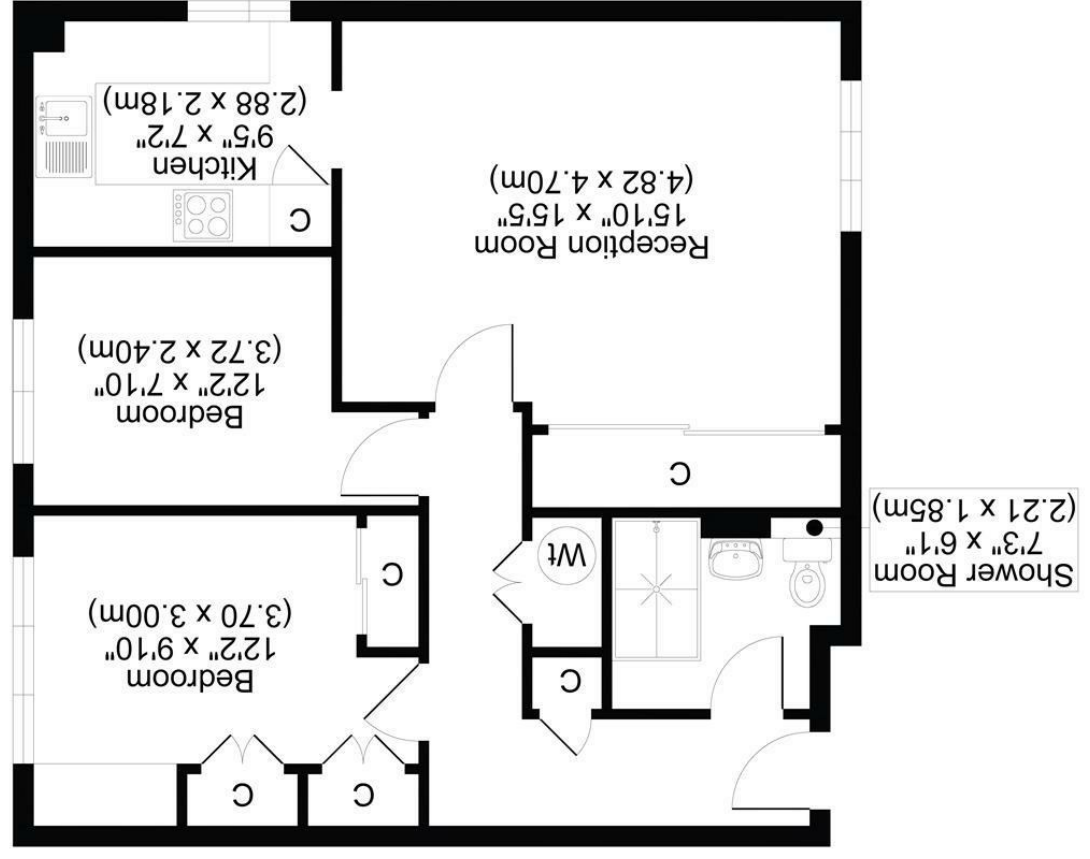 C
C
C
Bedroom
12'2" x 9'10"
(3.70 x 3.00m)
Shower Room
7'3" x 6'1"
(2.21 x 1.85m)
Wt
C
C
Bedroom
12'2" x 7'10"
(3.72 x 2.40m)
Reception Room
15'10" x 15'5"
(4.82 x 4.70m)
C
Kitchen
9'5" x 7'2"
(2.88 x 2.18m)